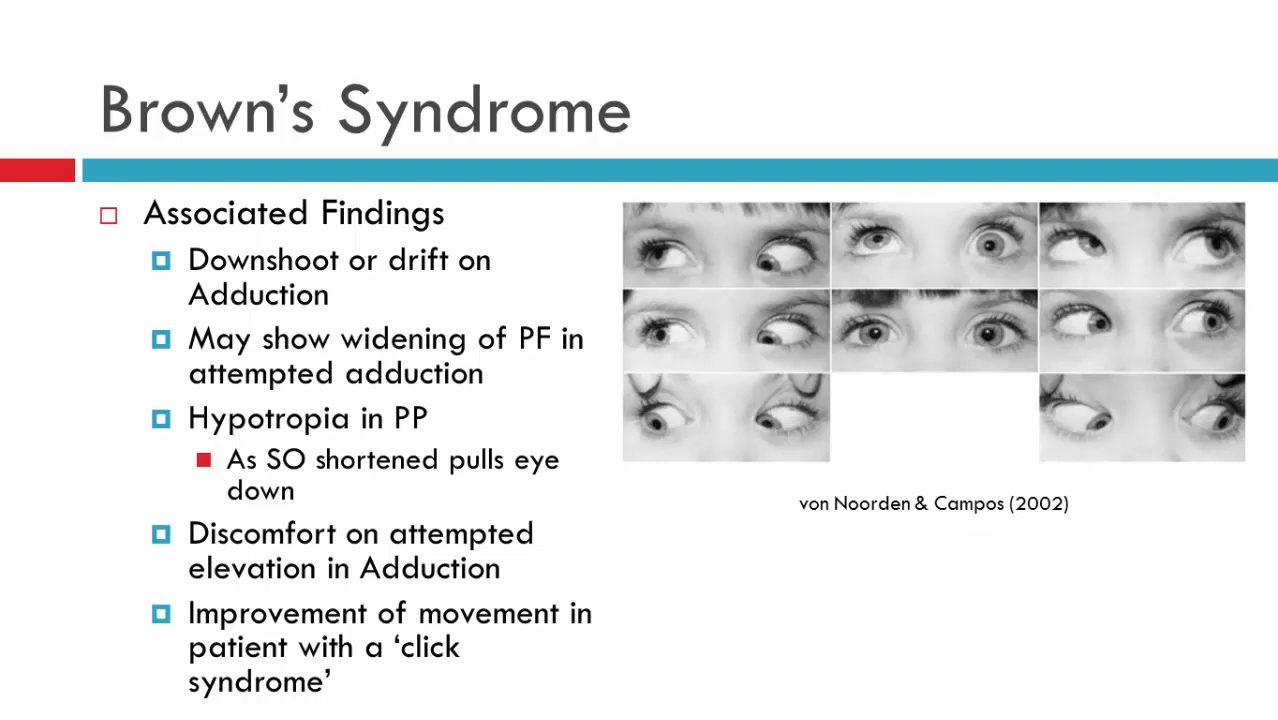 Brown’s Syndrome
Associated Findings
Downshoot or drift on
Adduction
May show widening of PF in
attempted adduction
Hypotropia in PP
As SO shortened pulls eye
down
Discomfort on attempted
elevation in Adduction
Improvement of movement in
patient with a ‘click
syndrome’
von Noorden & Campos (2002)